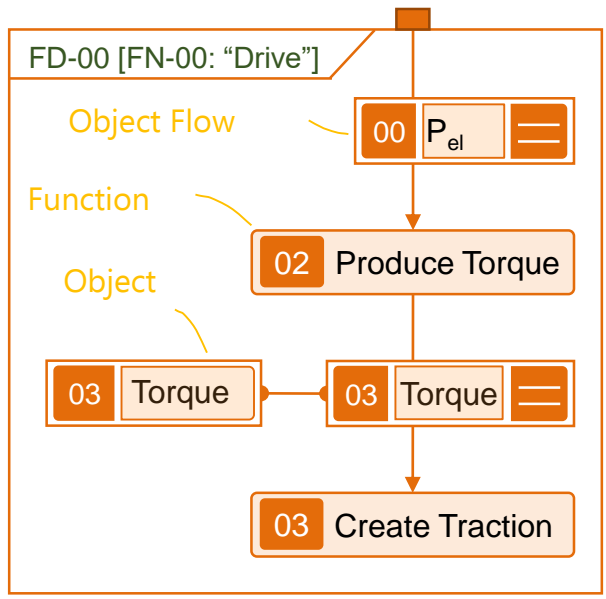 FD-00 [FN-00: “Drive”]
Object Flow
00 Pel
Function
02 Produce Torque
Object
03 Torque
03 Torque
03 Create Traction